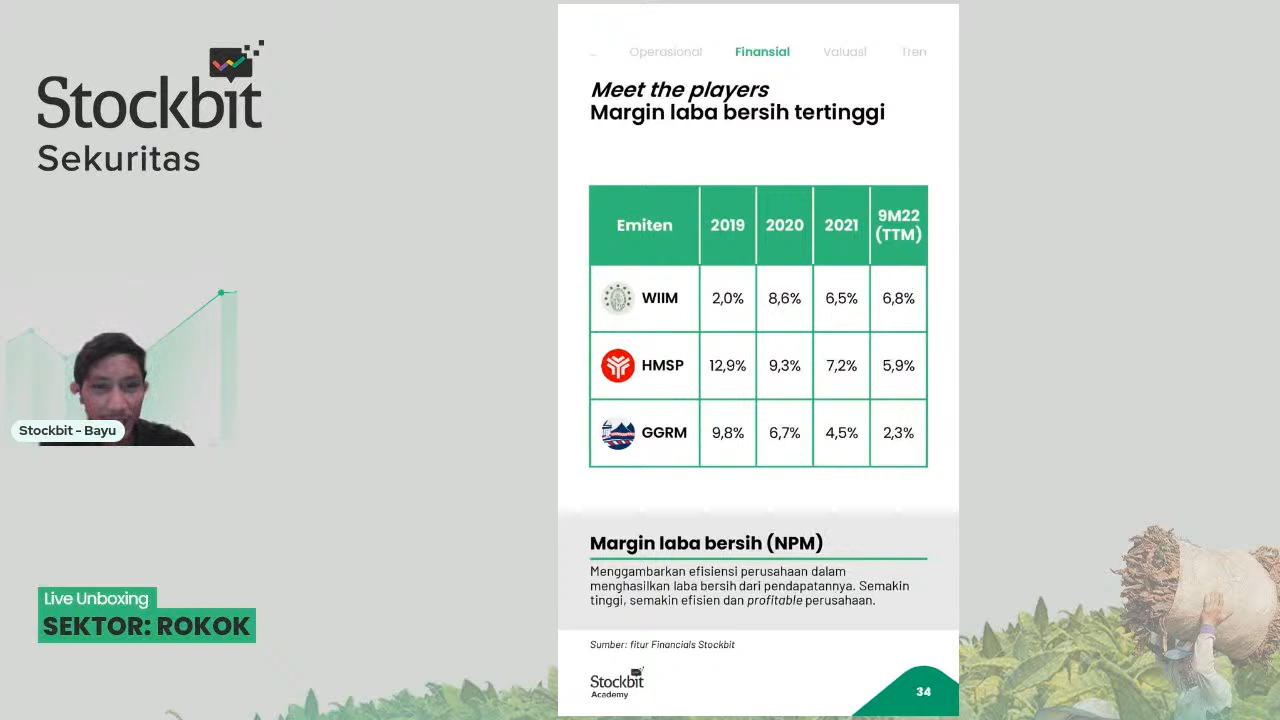 Stockbit
Sekuritas
Stockbit - Bayu
Live Unboxing
SEKTOR: ROKOK
... Operasional Finansial Valuasi Tren
Meet the players
Margin laba bersih tertinggi
Emiten 2019 2020 2021 9M22 (TTM)
WIIM 2,0% 8,6% 6,5% 6,8%
HMSP 12,9% 9,3% 7,2% 5,9%
GGRM 9,8% 6,7% 4,5% 2,3%
Margin laba bersih (NPM)
Menggambarkan efisiensi perusahaan dalam
menghasilkan laba bersih dari pendapatannya. Semakin
tinggi, semakin efisien dan profitable perusahaan.
Sumber: fitur Financials Stockbit
Stockbit
Academy
34